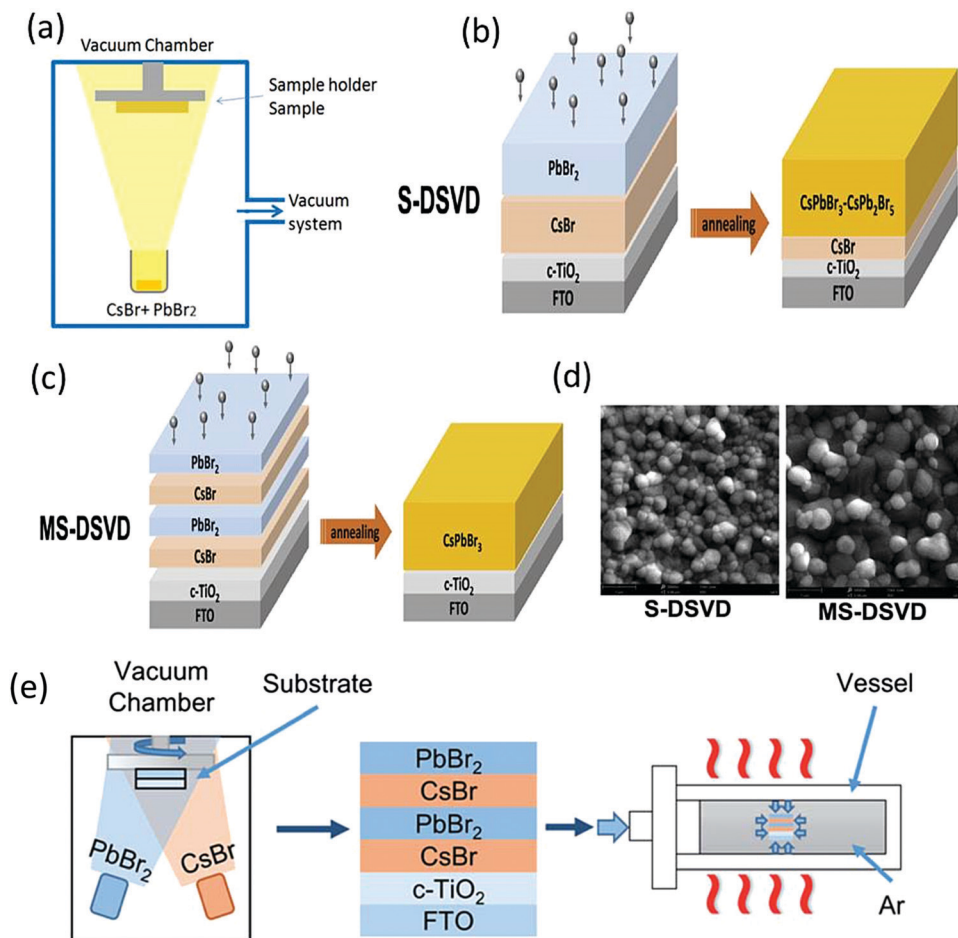 (a)
Vacuum Chamber
Sample holder
Sample
Vacuum
system
CsBr+ PbBr₂
(b)
S-DSVD
PbBr₂
CsBr
c-TiO₂
FTO
annealing
CsPbBr₃-CsPb₂Br₅
CsBr
c-TiO₂
FTO
(c)
MS-DSVD
PbBr₂
CsBr
PbBr₂
CsBr
c-TiO₂
FTO
annealing
CsPbBr₃
c-TiO₂
FTO
(d)
S-DSVD
MS-DSVD
(e)
Vacuum
Chamber
Substrate
PbBr₂
CsBr
PbBr₂
CsBr
PbBr₂
CsBr
c-TiO₂
FTO
Vessel
Ar